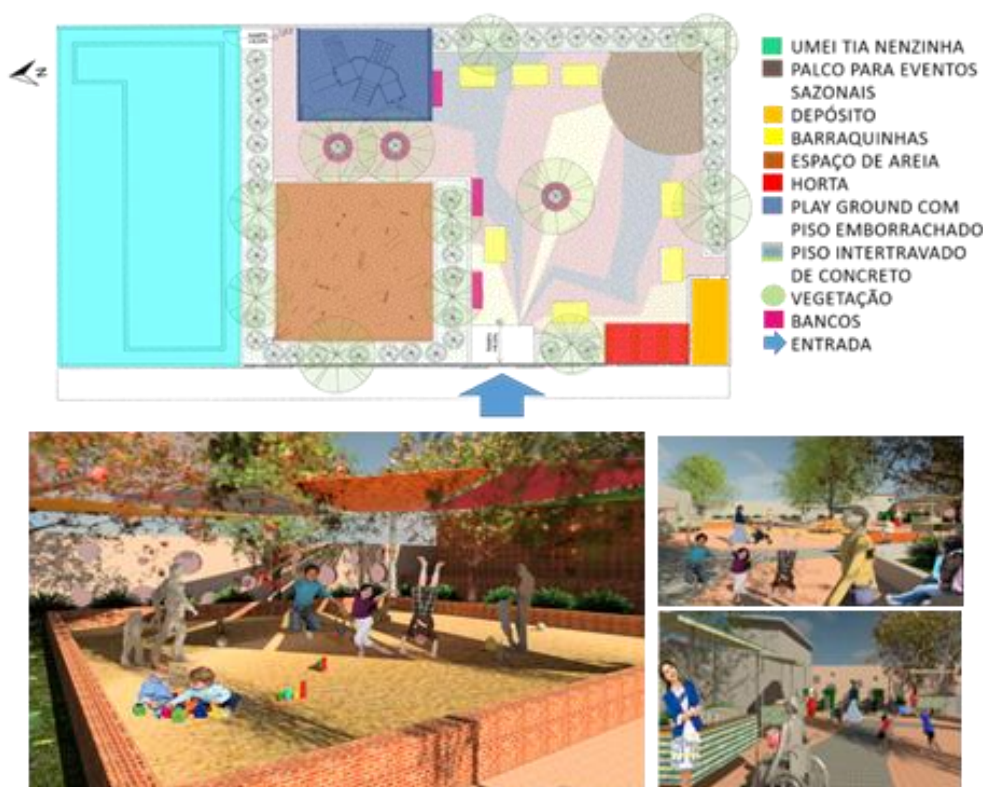 N
UMEI TIA NENZINHA
PALCO PARA EVENTOS
SAZONAIS
DEPÓSITO
BARRAQUINHAS
ESPAÇO DE AREIA
HORTA
PLAY GROUND COM
PISO EMBORRACHADO
PISO INTERTRAVADO
DE CONCRETO
VEGETAÇÃO
BANCOS
ENTRADA